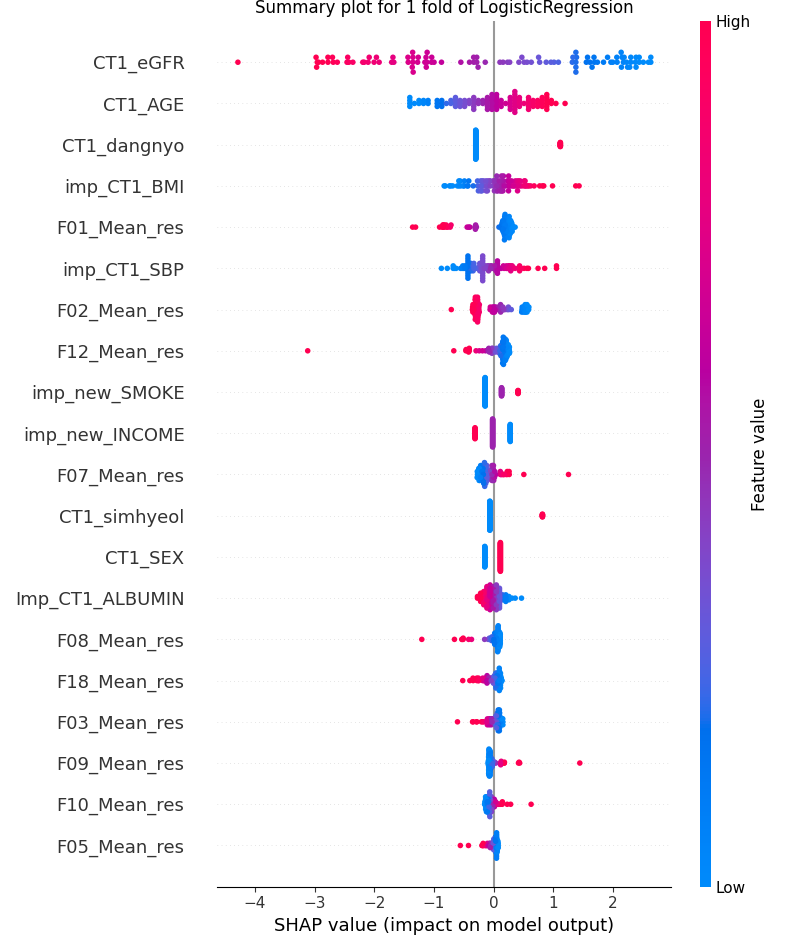 Summary plot for 1 fold of LogisticRegression
High
CT1_eGFR
CT1_AGE
CT1_dangnyo
imp_CT1_BMI
F01_Mean_res
imp_CT1_SBP
F02_Mean_res
F12_Mean_res
imp_new_SMOKE
imp_new_INCOME
F07_Mean_res
CT1_simhyeol
CT1_SEX
Imp_CT1_ALBUMIN
F08_Mean_res
F18_Mean_res
F03_Mean_res
F09_Mean_res
F10_Mean_res
F05_Mean_res
Feature value
Low
−4 −3 −2 −1 0 1 2
SHAP value (impact on model output)